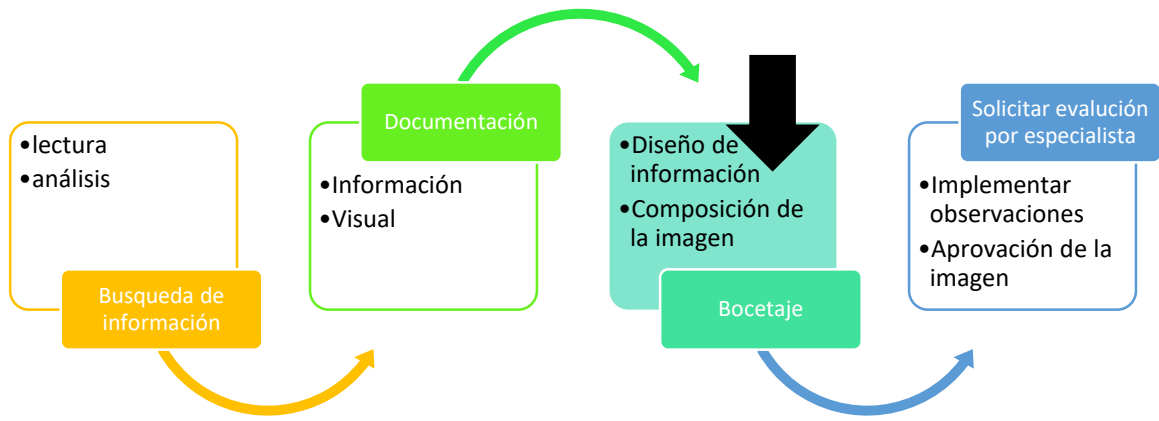 •lectura
•análisis
Busqueda de
información
Documentación
•Información
•Visual
•Diseño de
información
•Composición de
la imagen
Bocetaje
Solicitar evalución
por especialista
•Implementar
observaciones
•Aprovación de la
imagen